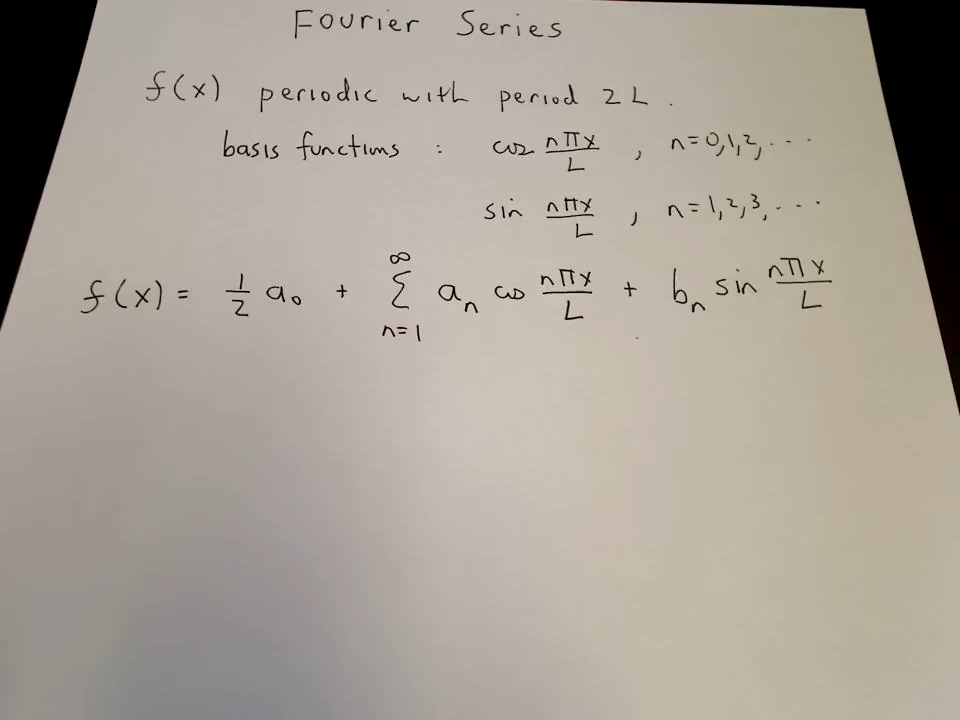 Fourier Series
f(x) periodic with period 2L.
basis functions : cos nπx/L , n=0,1,2,...
sin nπx/L , n=1,2,3,...
f(x) = 1/2 a₀ + ∑_{n=1}^{∞} aₙ cos nπx/L + bₙ sin nπx/L